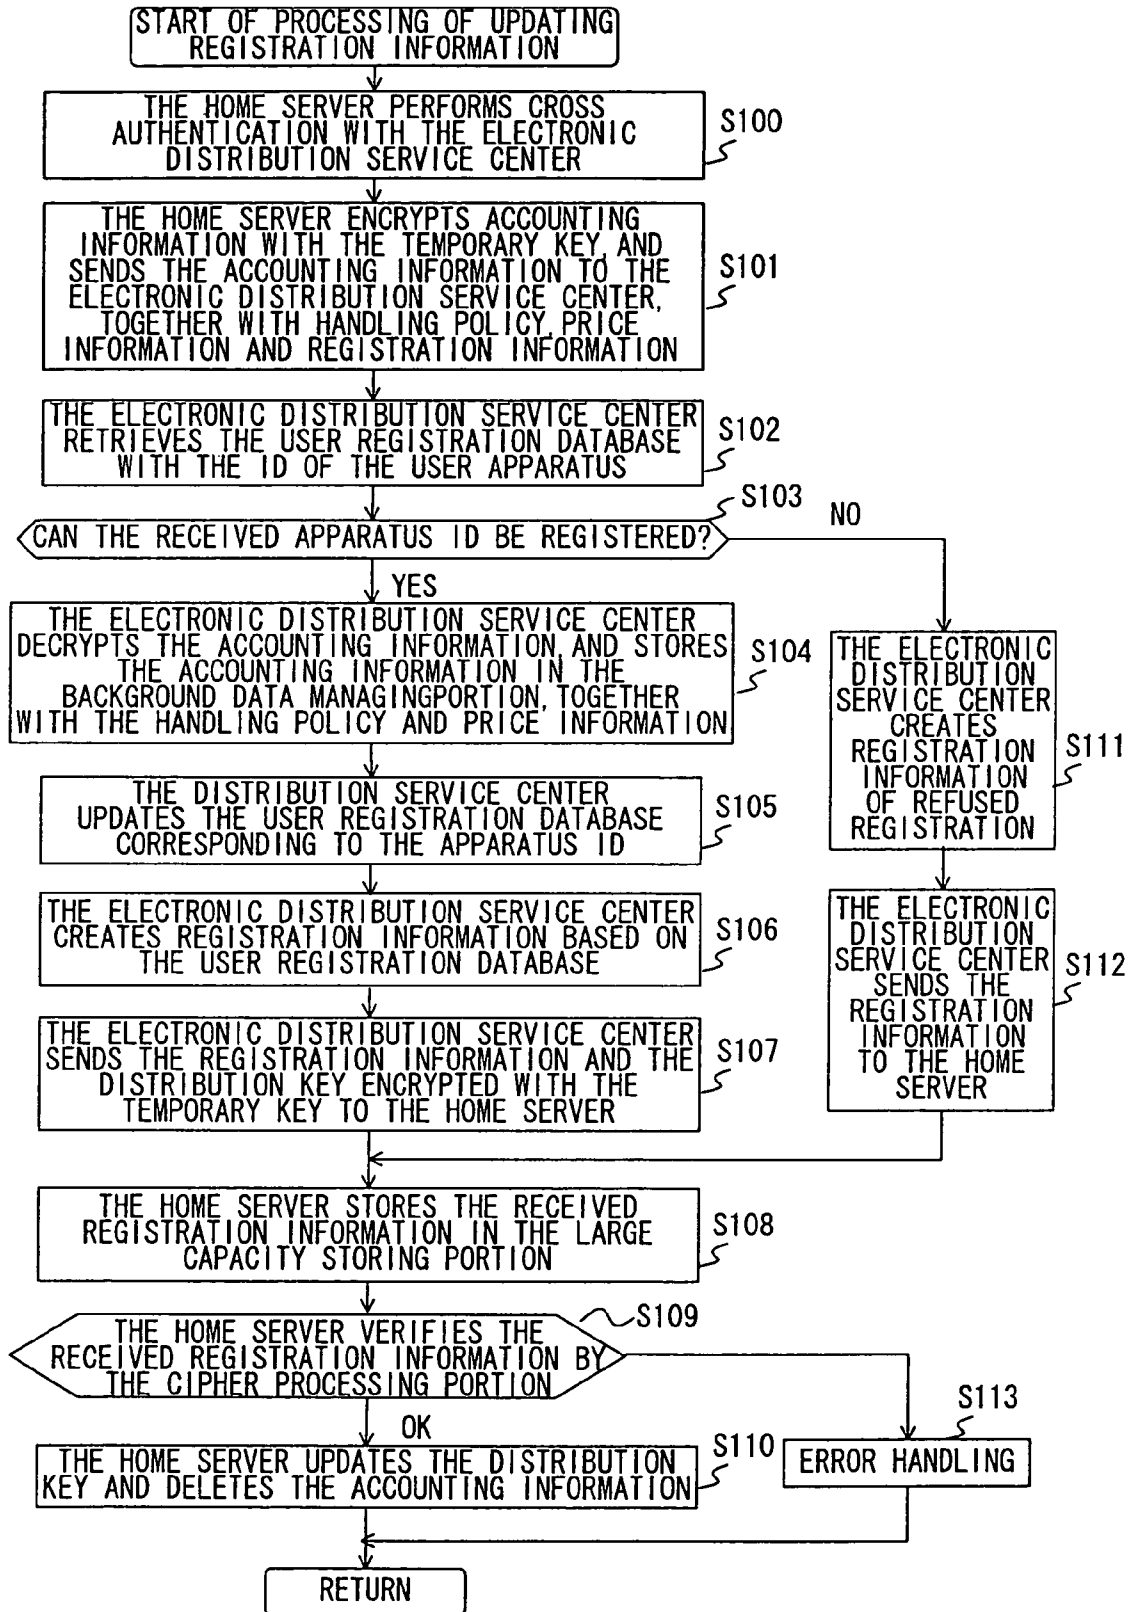 START OF PROCESSING OF UPDATING
REGISTRATION INFORMATION
THE HOME SERVER PERFORMS CROSS
AUTHENTICATION WITH THE ELECTRONIC
DISTRIBUTION SERVICE CENTER
S100
THE HOME SERVER ENCRYPTS ACCOUNTING
INFORMATION WITH THE TEMPORARY KEY, AND
SENDS THE ACCOUNTING INFORMATION TO THE
ELECTRONIC DISTRIBUTION SERVICE CENTER,
TOGETHER WITH HANDLING POLICY, PRICE
INFORMATION AND REGISTRATION INFORMATION
S101
THE ELECTRONIC DISTRIBUTION SERVICE CENTER
RETRIEVES THE USER REGISTRATION DATABASE
WITH THE ID OF THE USER APPARATUS
S102
S103
CAN THE RECEIVED APPARATUS ID BE REGISTERED?
NO
YES
THE ELECTRONIC DISTRIBUTION SERVICE CENTER
DECRYPTS THE ACCOUNTING INFORMATION, AND STORES
THE ACCOUNTING INFORMATION IN THE
BACKGROUND DATA MANAGINGPORTION, TOGETHER
WITH THE HANDLING POLICY AND PRICE INFORMATION
S104
THE DISTRIBUTION SERVICE CENTER
UPDATES THE USER REGISTRATION DATABASE
CORRESPONDING TO THE APPARATUS ID
S105
THE ELECTRONIC DISTRIBUTION SERVICE CENTER
CREATES REGISTRATION INFORMATION BASED ON
THE USER REGISTRATION DATABASE
S106
THE ELECTRONIC DISTRIBUTION SERVICE CENTER
SENDS THE REGISTRATION INFORMATION AND THE
DISTRIBUTION KEY ENCRYPTED WITH THE
TEMPORARY KEY TO THE HOME SERVER
S107
THE ELECTRONIC
DISTRIBUTION
SERVICE CENTER
CREATES
REGISTRATION
INFORMATION
OF REFUSED
REGISTRATION
S111
THE ELECTRONIC
DISTRIBUTION
SERVICE CENTER
SENDS THE
REGISTRATION
INFORMATION
TO THE HOME
SERVER
S112
THE HOME SERVER STORES THE RECEIVED
REGISTRATION INFORMATION IN THE LARGE
CAPACITY STORING PORTION
S108
S109
THE HOME SERVER VERIFIES THE
RECEIVED REGISTRATION INFORMATION BY
THE CIPHER PROCESSING PORTION
OK
THE HOME SERVER UPDATES THE DISTRIBUTION
KEY AND DELETES THE ACCOUNTING INFORMATION
S110
S113
ERROR HANDLING
RETURN